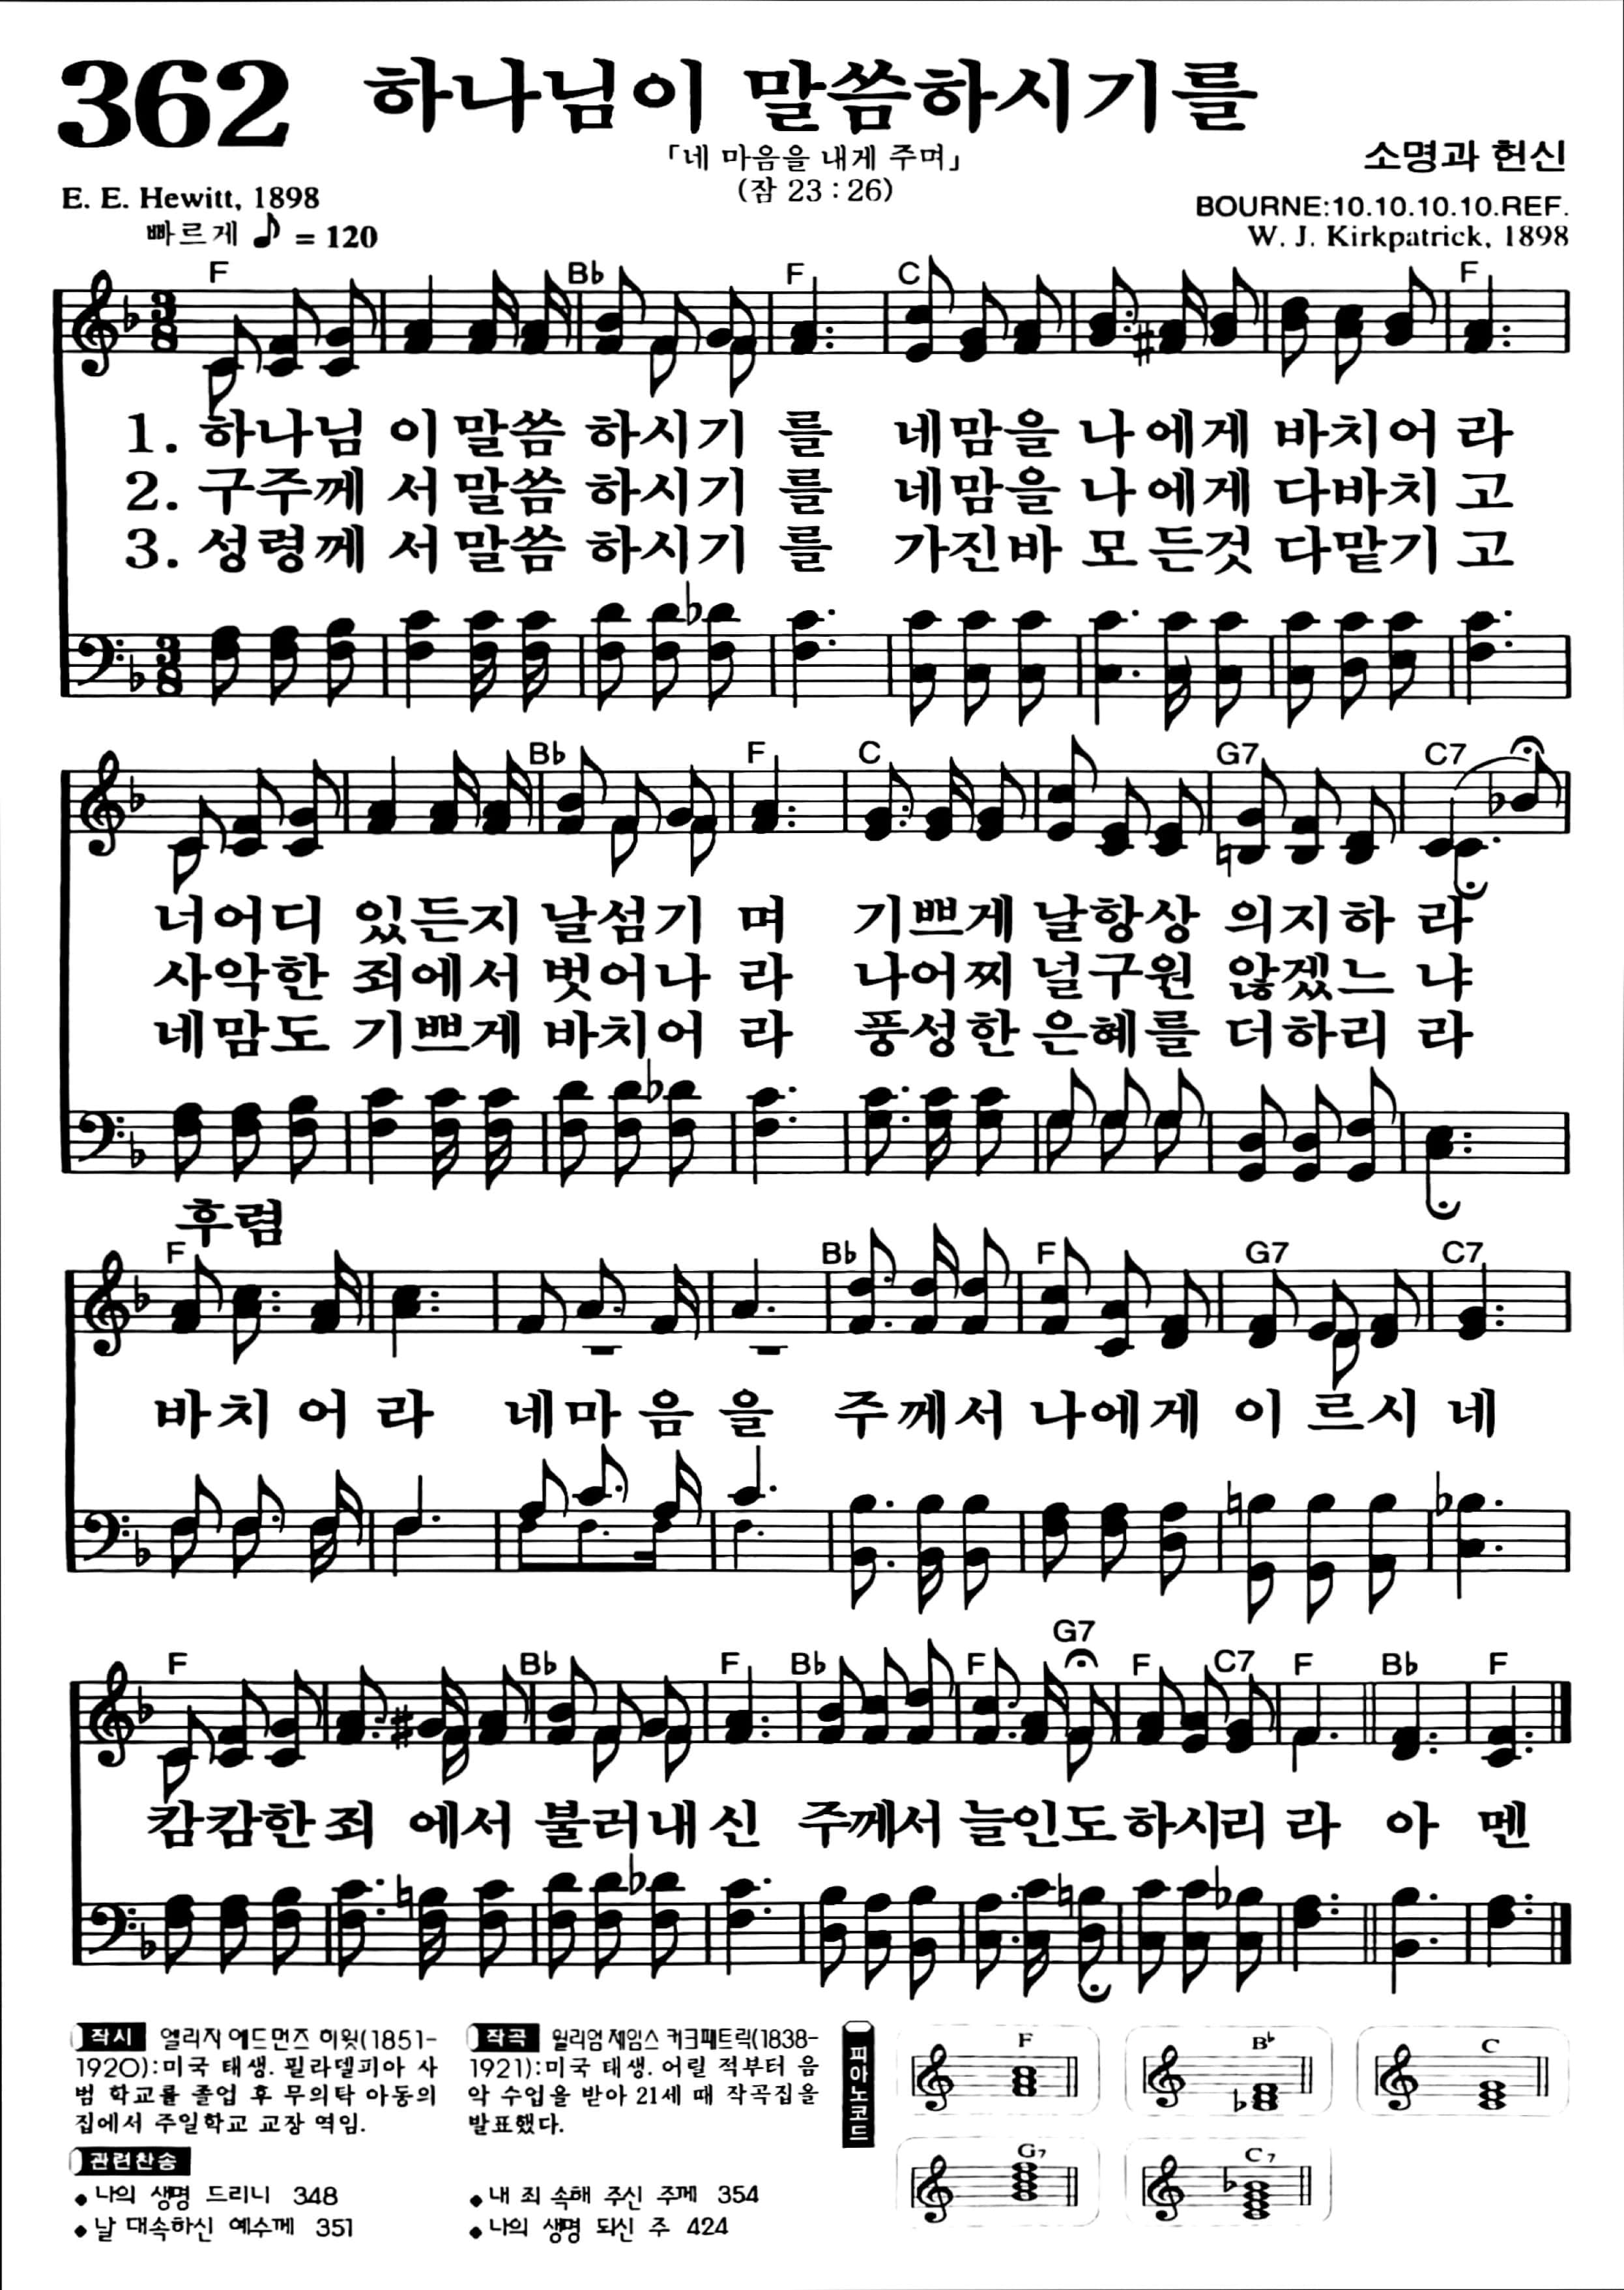 362 하나님이 말씀하시기를
「네 마음을 내게 주며」
(잠 23 : 26)
소명과 헌신
E. E. Hewitt, 1898
BOURNE:10.10.10.10.REF.
빠르게 ♪ = 120
W. J. Kirkpatrick, 1898
F B♭ F C F
1. 하나님 이 말씀 하시기 를 네맘을 나에게 바치어 라
2. 구주께 서 말씀 하시기 를 네맘을 나에게 다바치 고
3. 성령께 서 말씀 하시기 를 가진바 모든것 다맡기 고
B♭ F C G7 C7
너어디 있든지 날섬기 며 기쁘게 날항상 의지하 라
사악한 죄에서 벗어나 라 나어찌 널구원 않겠느 냐
네맘도 기쁘게 바치어 라 풍성한 은혜를 더하리 라
후렴
F B♭ F G7 C7
바치 어 라 네마 음 을 주께서 나에게 이 르시 네
F B♭ F B♭ F G7 F C7 F B♭ F
캄캄한 죄 에서 불러내 신 주께서 늘인도 하시리 라 아 멘
작시 엘리자 에드먼즈 히윗(1851-
1920):미국 태생. 필라델피아 사
범 학교를 졸업 후 무의탁 아동의
집에서 주일학교 교장 역임.
작곡 윌리엄 제임스 커크패트릭(1838-
1921):미국 태생. 어릴 적부터 음
악 수업을 받아 21세 때 작곡집을
발표했다.
관련찬송
● 나의 생명 드리니 348
● 날 대속하신 예수께 351
● 내 죄 속해 주신 주께 354
● 나의 생명 되신 주 424
피아노코드
F B♭ C
G7 C7